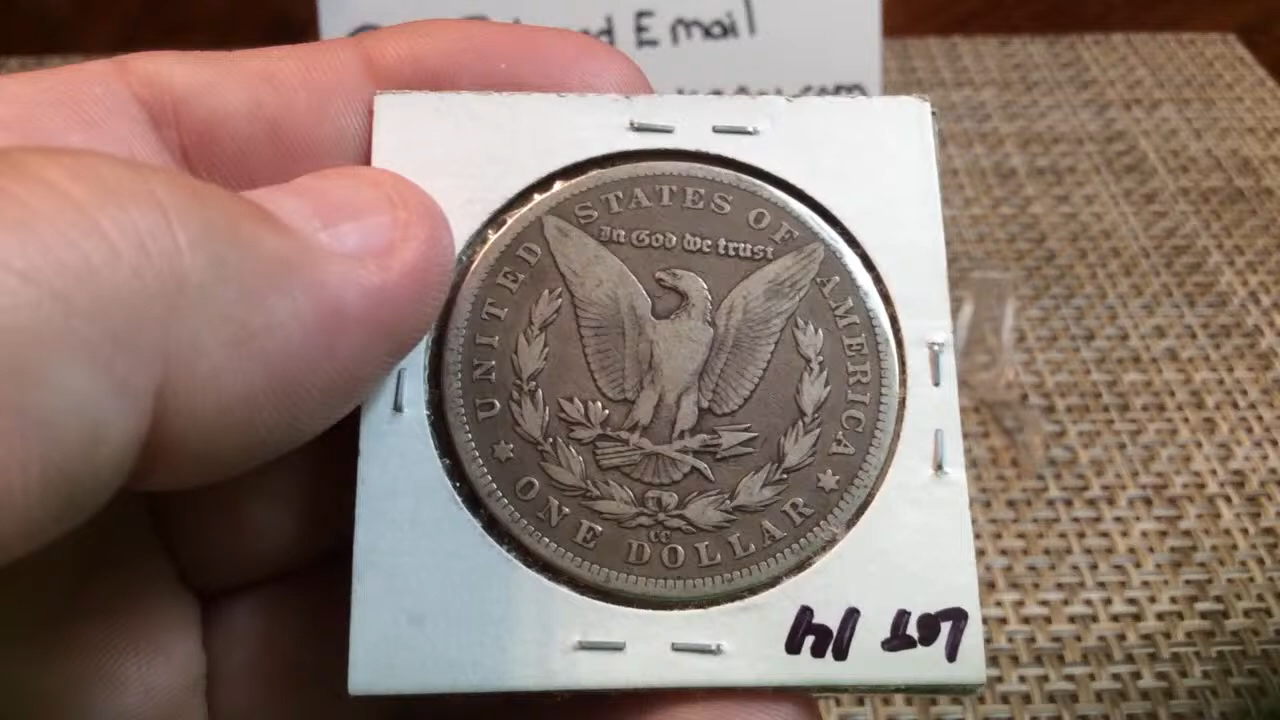 Email
UNITED STATES OF AMERICA
In God we trust
CC
ONE DOLLAR
LOT 14